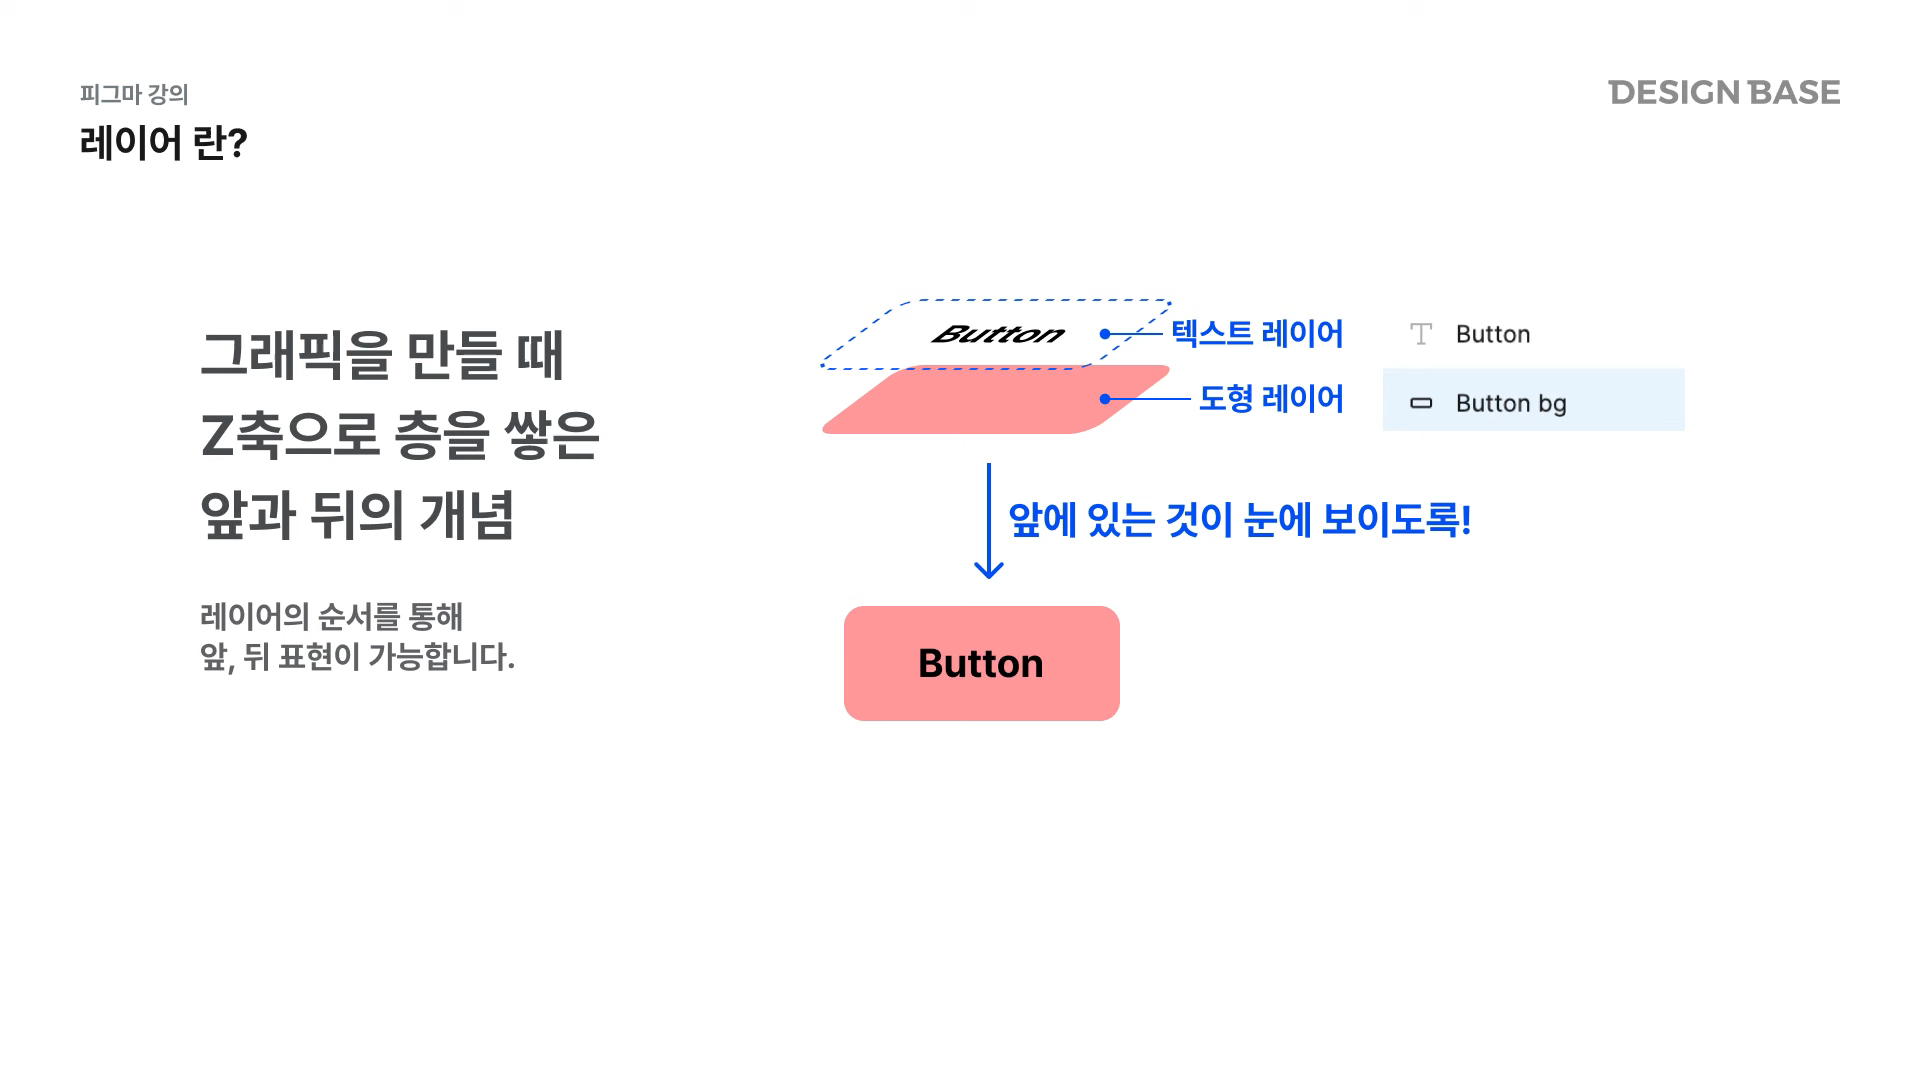 피그마 강의
레이어 란?
DESIGN BASE
그래픽을 만들 때
Z축으로 층을 쌓은
앞과 뒤의 개념
레이어의 순서를 통해
앞, 뒤 표현이 가능합니다.
Button
텍스트 레이어
Button
도형 레이어
Button bg
앞에 있는 것이 눈에 보이도록!
Button